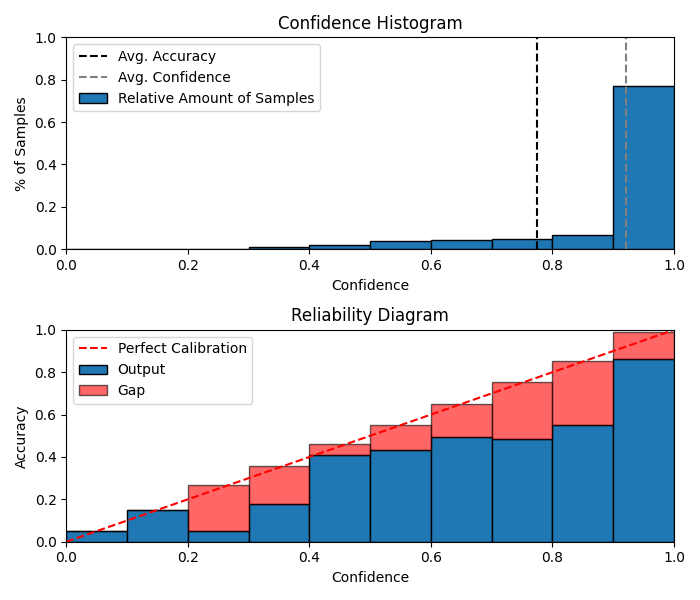 Confidence Histogram
1.0
0.8
0.6
0.4
0.2
0.0
% of Samples
Avg. Accuracy
Avg. Confidence
Relative Amount of Samples
0.0 0.2 0.4 0.6 0.8 1.0
Confidence
Reliability Diagram
1.0
0.8
0.6
0.4
0.2
0.0
Accuracy
Perfect Calibration
Output
Gap
0.0 0.2 0.4 0.6 0.8 1.0
Confidence